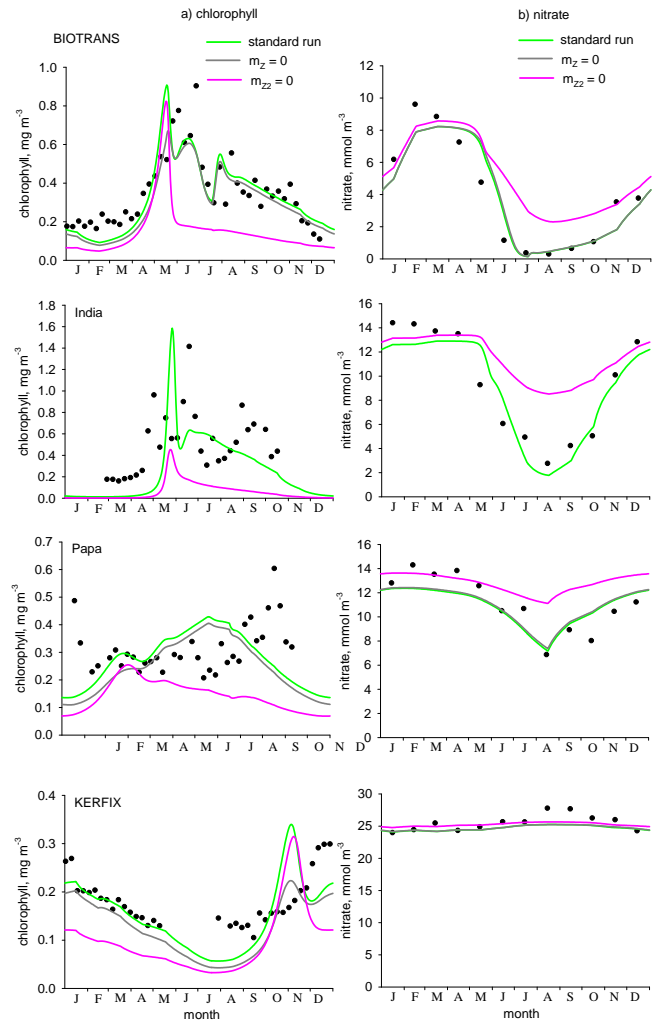 a) chlorophyll
b) nitrate
BIOTRANS
standard run
mZ = 0
mZ2 = 0
standard run
mZ = 0
mZ2 = 0
chlorophyll, mg m-3
1.0
0.8
0.6
0.4
0.2
0.0
J F M A M J J A S O N D
nitrate, mmol m-3
12
10
8
6
4
2
0
J F M A M J J A S O N D
India
chlorophyll, mg m-3
1.8
1.6
1.4
1.2
1.0
0.8
0.6
0.4
0.2
0.0
J F M A M J J A S O N D
nitrate, mmol m-3
16
14
12
10
8
6
4
2
0
J F M A M J J A S O N D
Papa
chlorophyll, mg m-3
0.7
0.6
0.5
0.4
0.3
0.2
0.1
0.0
J F M A M J J A S O N D
nitrate, mmol m-3
16
14
12
10
8
6
4
2
0
J F M A M J J A S O N D
KERFIX
chlorophyll, mg m-3
0.4
0.3
0.2
0.1
0.0
J F M A M J J A S O N D
month
nitrate, mmol m-3
30
25
20
15
10
5
0
J F M A M J J A S O N D
month